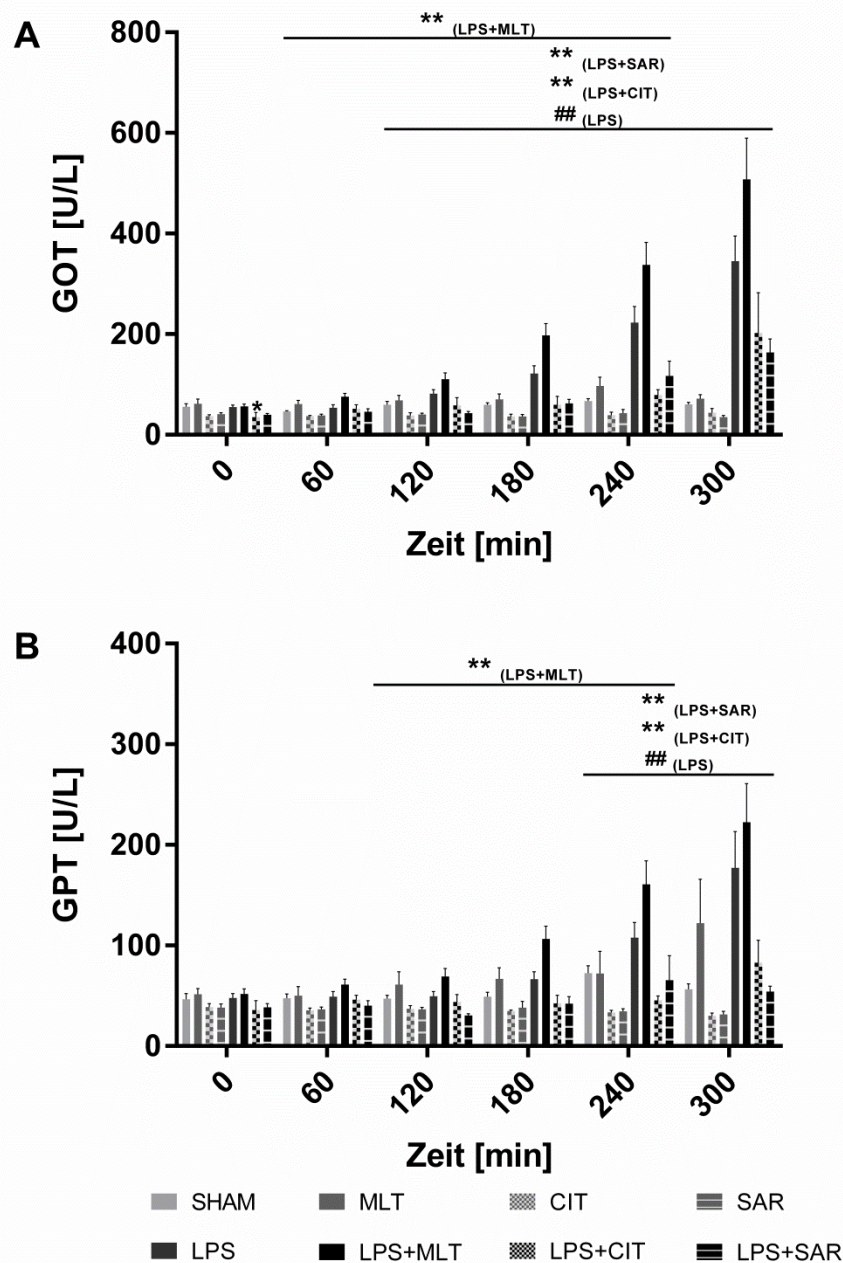 A
GOT [U/L]
800
600
400
200
0
** (LPS+MLT)
** (LPS+SAR)
** (LPS+CIT)
## (LPS)
*
0 60 120 180 240 300
Zeit [min]
B
GPT [U/L]
400
300
200
100
0
** (LPS+MLT)
** (LPS+SAR)
** (LPS+CIT)
## (LPS)
0 60 120 180 240 300
Zeit [min]
SHAM MLT CIT SAR
LPS LPS+MLT LPS+CIT LPS+SAR